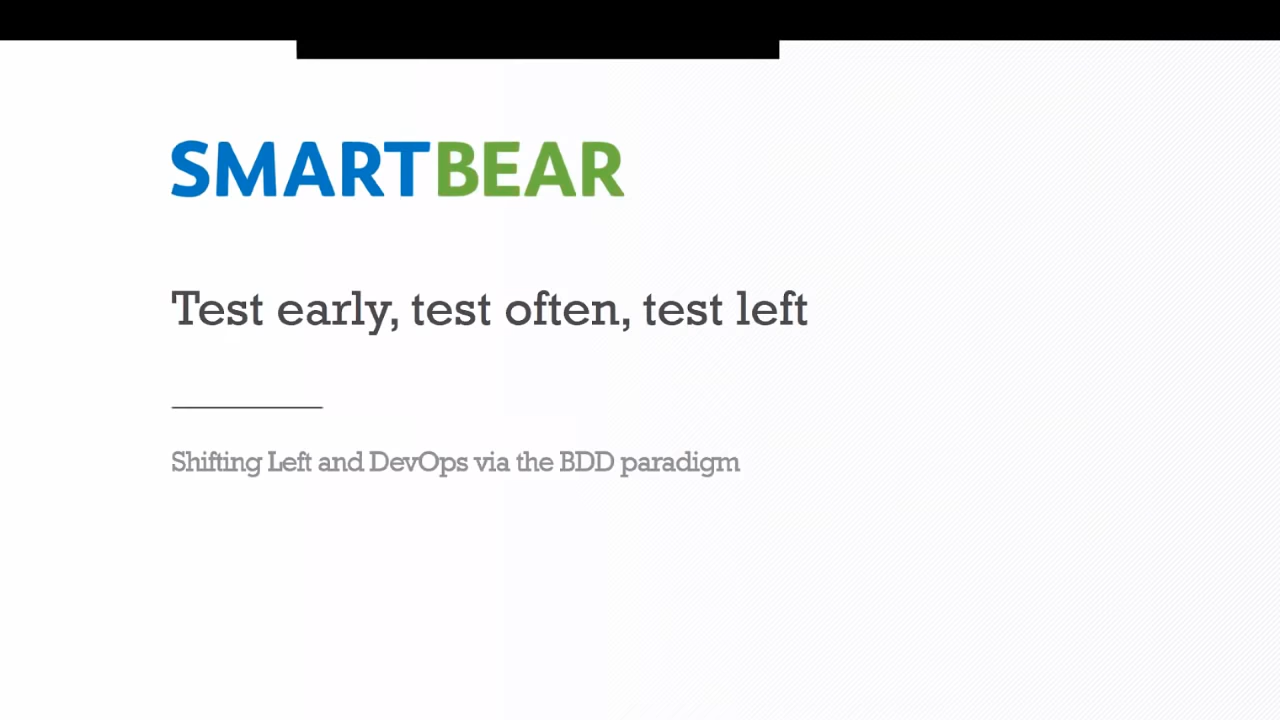 SMARTBEAR
Test early, test often, test left
Shifting Left and DevOps via the BDD paradigm